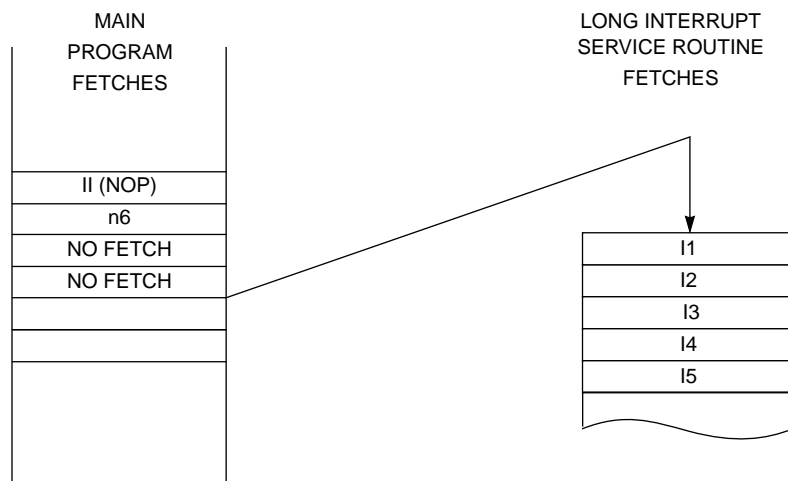 MAIN
PROGRAM
FETCHES
LONG INTERRUPT
SERVICE ROUTINE
FETCHES
II (NOP)
n6
NO FETCH
NO FETCH
I1
I2
I3
I4
I5